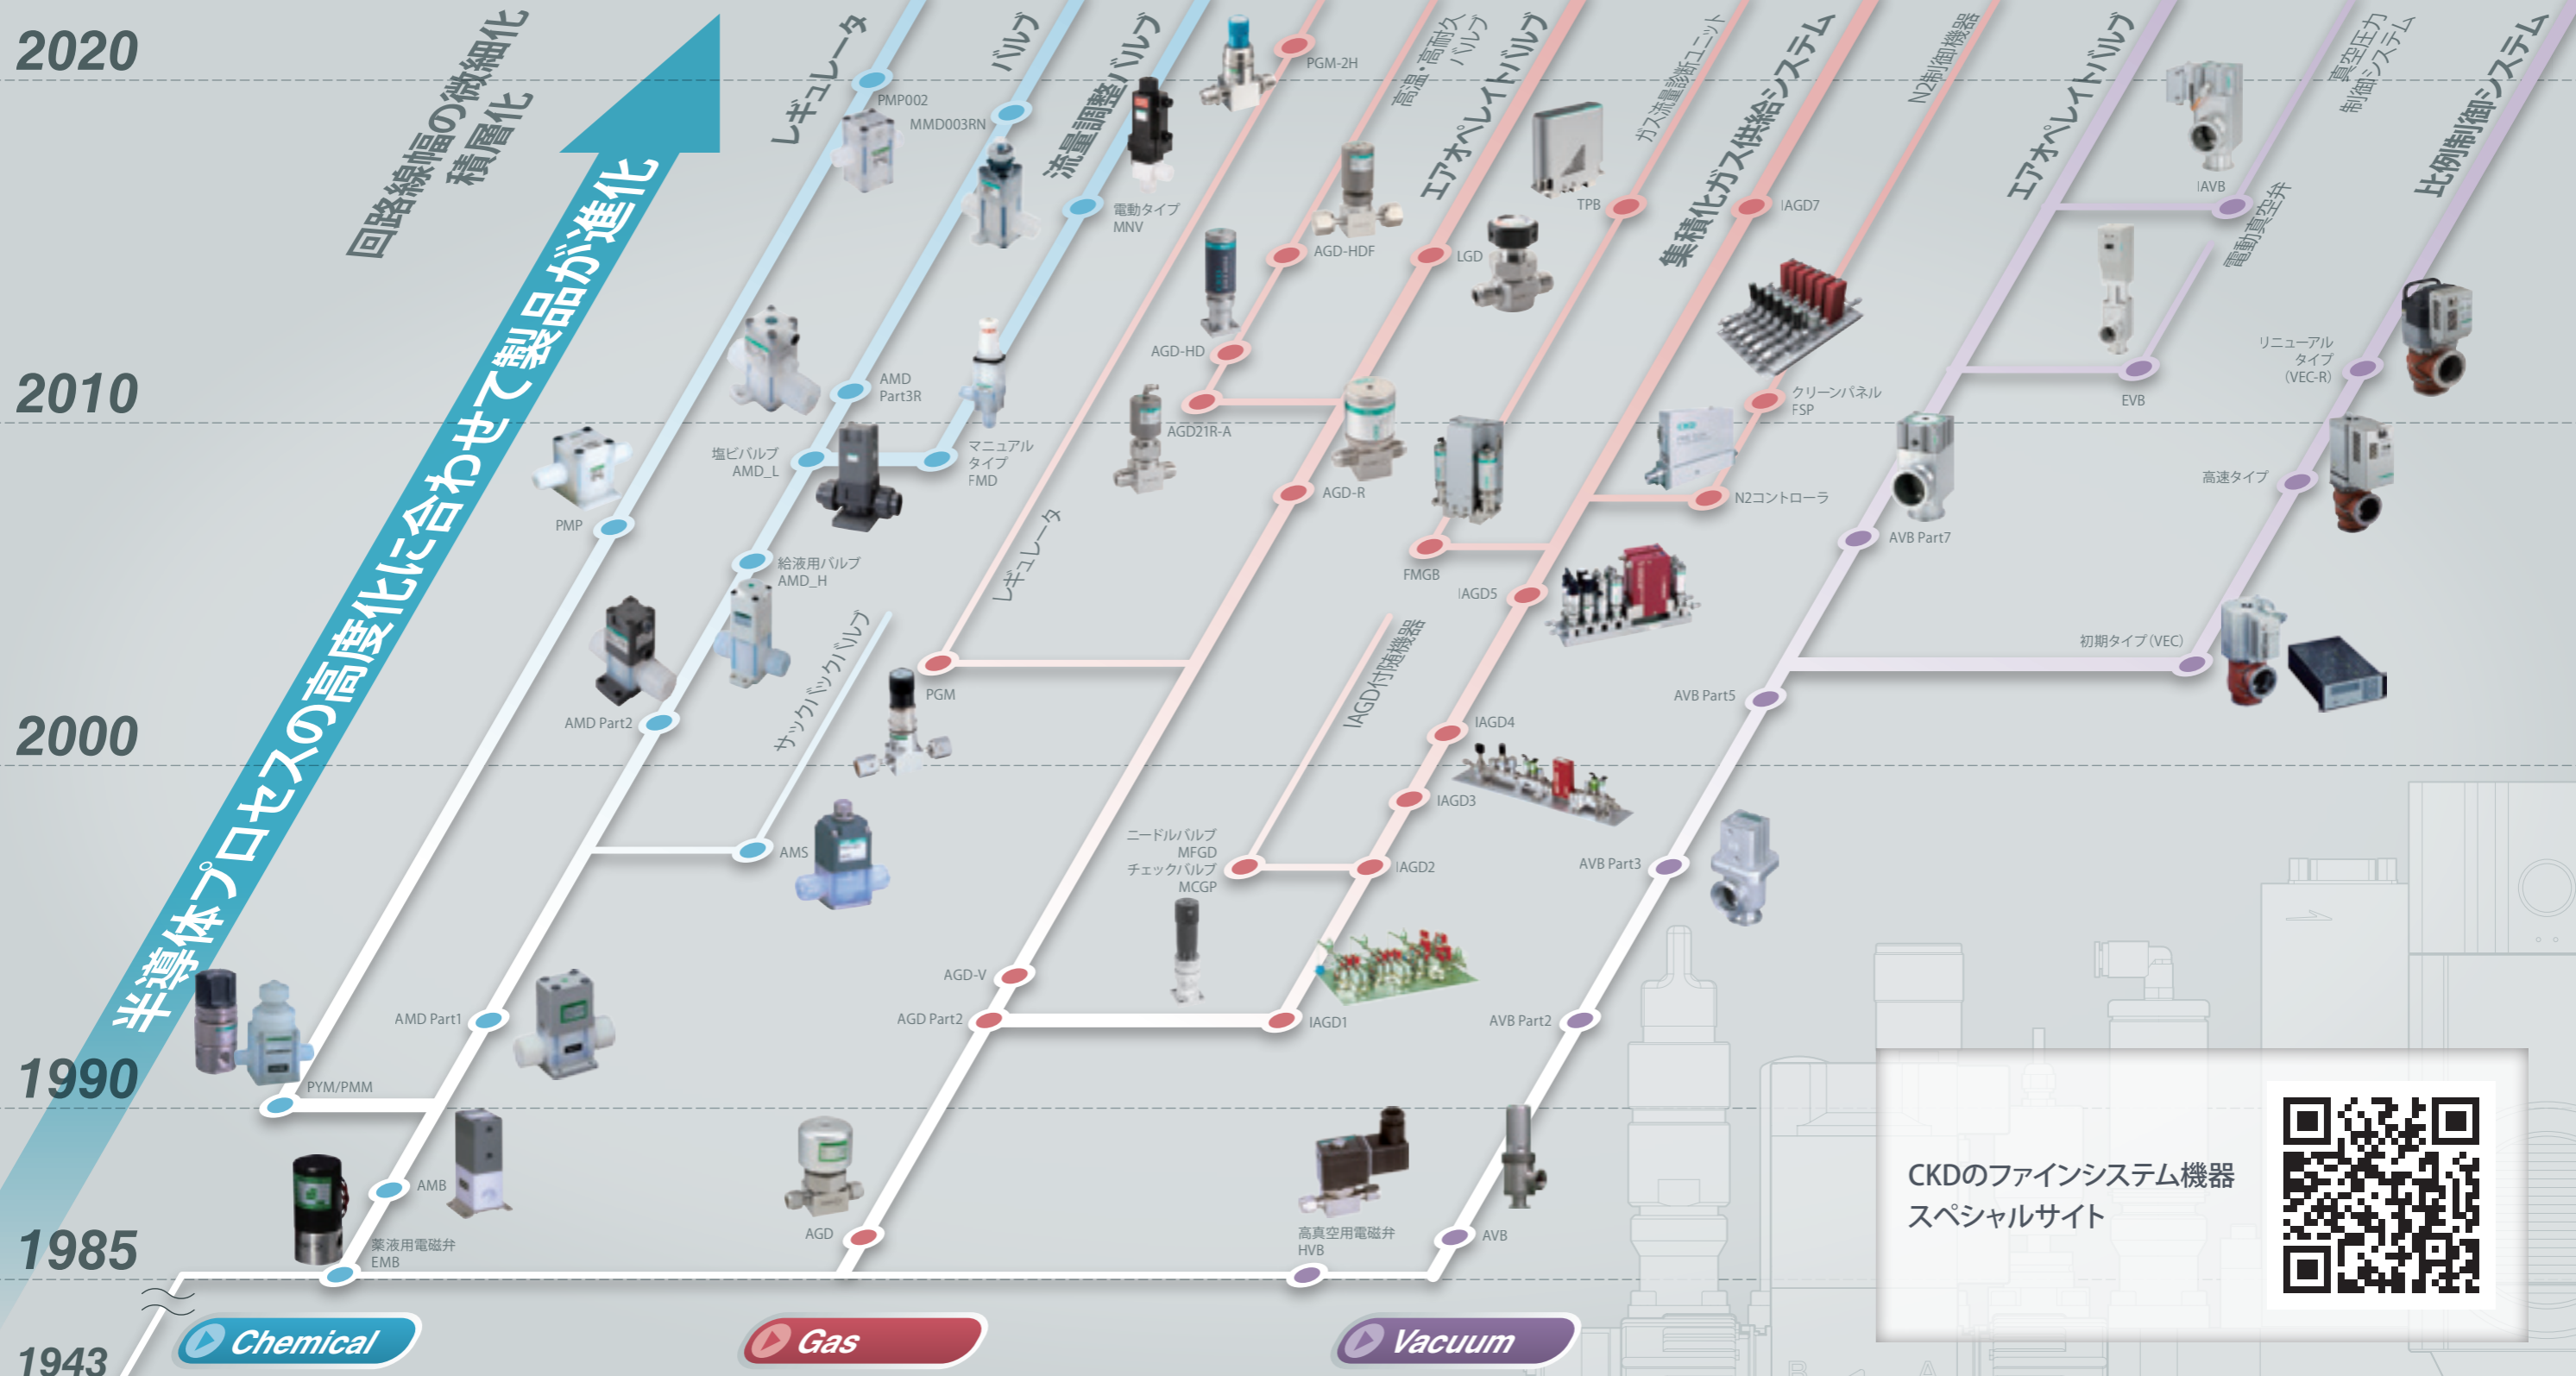 2020
2010
2000
1990
1985
1943
回路線幅の微細化
積層化
半導体プロセスの高度化に合わせて製品が進化
レギュレータ
バルブ
流量調整バルブ
PMP002
MMD003RN
電動タイプ
MNV
AMD
Part3R
塩ビバルブ
AMD_L
マニュアル
タイプ
FMD
PMP
給液用バルブ
AMD_H
サックバックバルブ
AMD Part2
AMS
AMD Part1
PYM/PMM
AMB
薬液用電磁弁
EMB
Chemical
PGM-2H
高温・高耐久
バルブ
エアオペレイトバルブ
ガス流量診断ユニット
集積化ガス供給システム
N2制御機器
TPB
IAGD7
AGD-HDF
LGD
AGD-HD
AGD21R-A
クリーンパネル
FSP
AGD-R
N2コントローラ
レギュレータ
FMGB
IAGD5
PGM
IAGD付随機器
IAGD4
IAGD3
ニードルバルブ
MFGD
チェックバルブ
MCGP
IAGD2
AGD-V
AGD Part2
IAGD1
AGD
Gas
エアオペレイトバルブ
真空圧力
制御システム
比例制御システム
IAVB
電動真空弁
リニューアル
タイプ
（VEC-R）
EVB
高速タイプ
AVB Part7
初期タイプ（VEC）
AVB Part5
AVB Part3
AVB Part2
高真空用電磁弁
HVB
AVB
Vacuum
CKDのファインシステム機器
スペシャルサイト